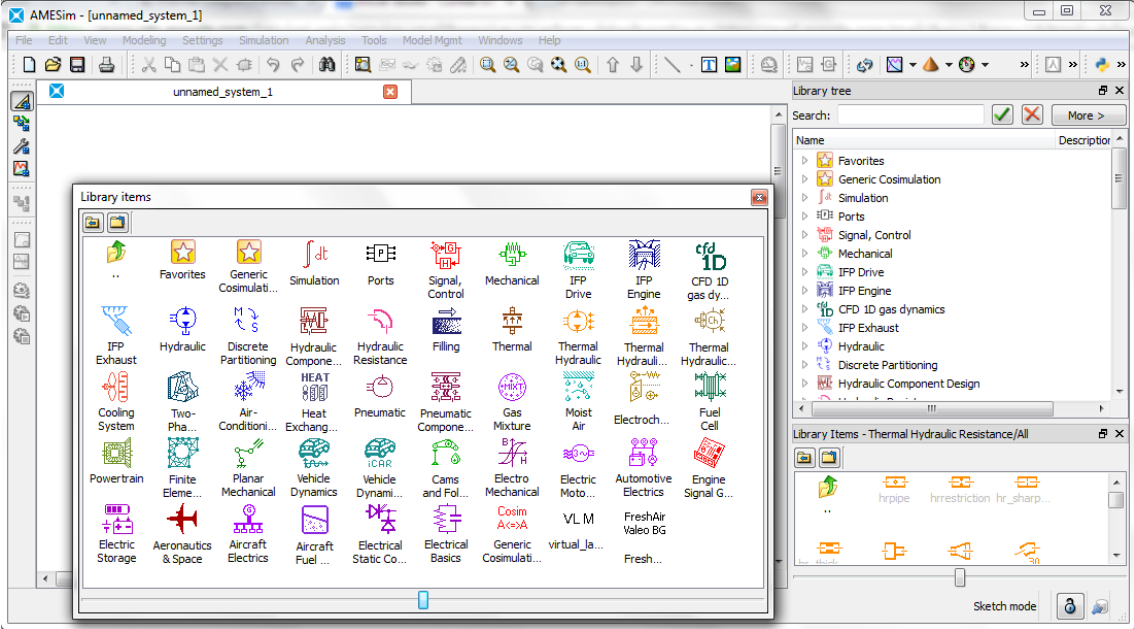 AMESim - [unnamed_system_1]
File Edit View Modeling Settings Simulation Analysis Tools Model Mgmt Windows Help
unnamed_system_1
Library tree
Search:
More >
Name Description
Favorites
Generic Cosimulation
Simulation
Ports
Signal, Control
Mechanical
IFP Drive
IFP Engine
CFD 1D gas dynamics
IFP Exhaust
Hydraulic
Discrete Partitioning
Hydraulic Component Design
Library Items - Thermal Hydraulic Resistance/All
..
hrpipe
hrrestriction
hr_sharp...
Sketch mode
Library items
..
Favorites
Generic
Cosimulati...
Simulation
Ports
Signal,
Control
Mechanical
IFP
Drive
IFP
Engine
cfd
1D
CFD 1D
gas dy...
IFP
Exhaust
Hydraulic
Discrete
Partitioning
Hydraulic
Compone...
Hydraulic
Resistance
Filling
Thermal
Thermal
Hydraulic
Thermal
Hydrauli...
Thermal
Hydraulic...
Cooling
System
Two-
Pha...
Air-
Conditioni...
HEAT
Heat
Exchang...
Pneumatic
Pneumatic
Compone...
MIXT
Gas
Mixture
Moist
Air
Electroch...
Fuel
Cell
Powertrain
Finite
Eleme...
Planar
Mechanical
Vehicle
Dynamics
iCAR
Vehicle
Dynami...
Cams
and Fol...
Electro
Mechanical
Electric
Moto...
Automotive
Electrics
Engine
Signal G...
Electric
Storage
Aeronautics
& Space
Aircraft
Electrics
Aircraft
Fuel ...
Electrical
Static Co...
Electrical
Basics
Cosim
A<=>A
Generic
Cosimulati...
VLM
virtual_la...
FreshAir
Valeo BG
Fresh...